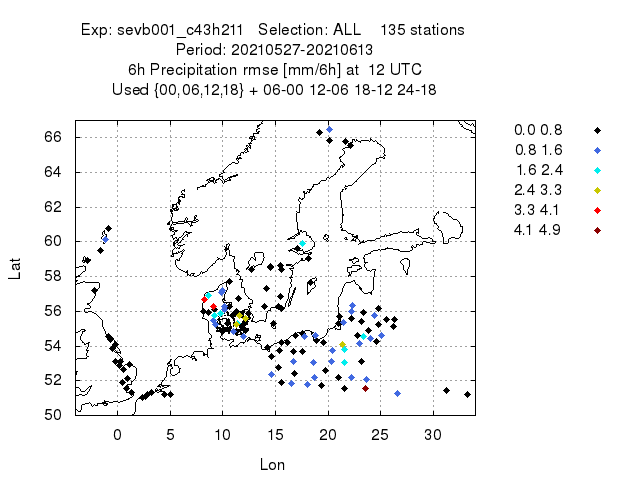 Exp: sevb001_c43h211 Selection: ALL 135 stations
Period: 20210527-20210613
6h Precipitation rmse [mm/6h] at 12 UTC
Used {00,06,12,18} + 06-00 12-06 18-12 24-18
66
64
62
60
58
56
54
52
50
Lat
0 5 10 15 20 25 30
Lon
0.0 0.8
0.8 1.6
1.6 2.4
2.4 3.3
3.3 4.1
4.1 4.9